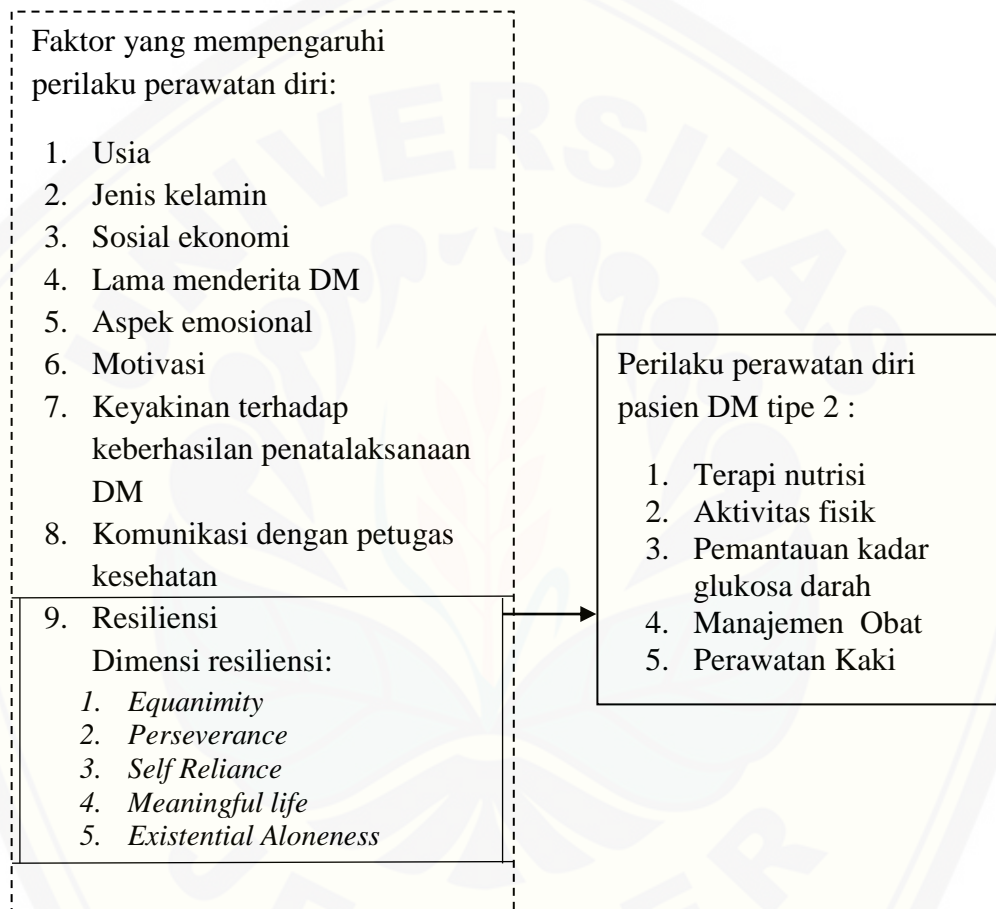 Faktor yang mempengaruhi
perilaku perawatan diri:
1. Usia
2. Jenis kelamin
3. Sosial ekonomi
4. Lama menderita DM
5. Aspek emosional
6. Motivasi
7. Keyakinan terhadap
keberhasilan penatalaksanaan
DM
8. Komunikasi dengan petugas
kesehatan
9. Resiliensi
Dimensi resiliensi:
1. Equanimity
2. Perseverance
3. Self Reliance
4. Meaningful life
5. Existential Aloneness
Perilaku perawatan diri
pasien DM tipe 2 :
1. Terapi nutrisi
2. Aktivitas fisik
3. Pemantauan kadar
glukosa darah
4. Manajemen Obat
5. Perawatan Kaki
UNIVERSITAS